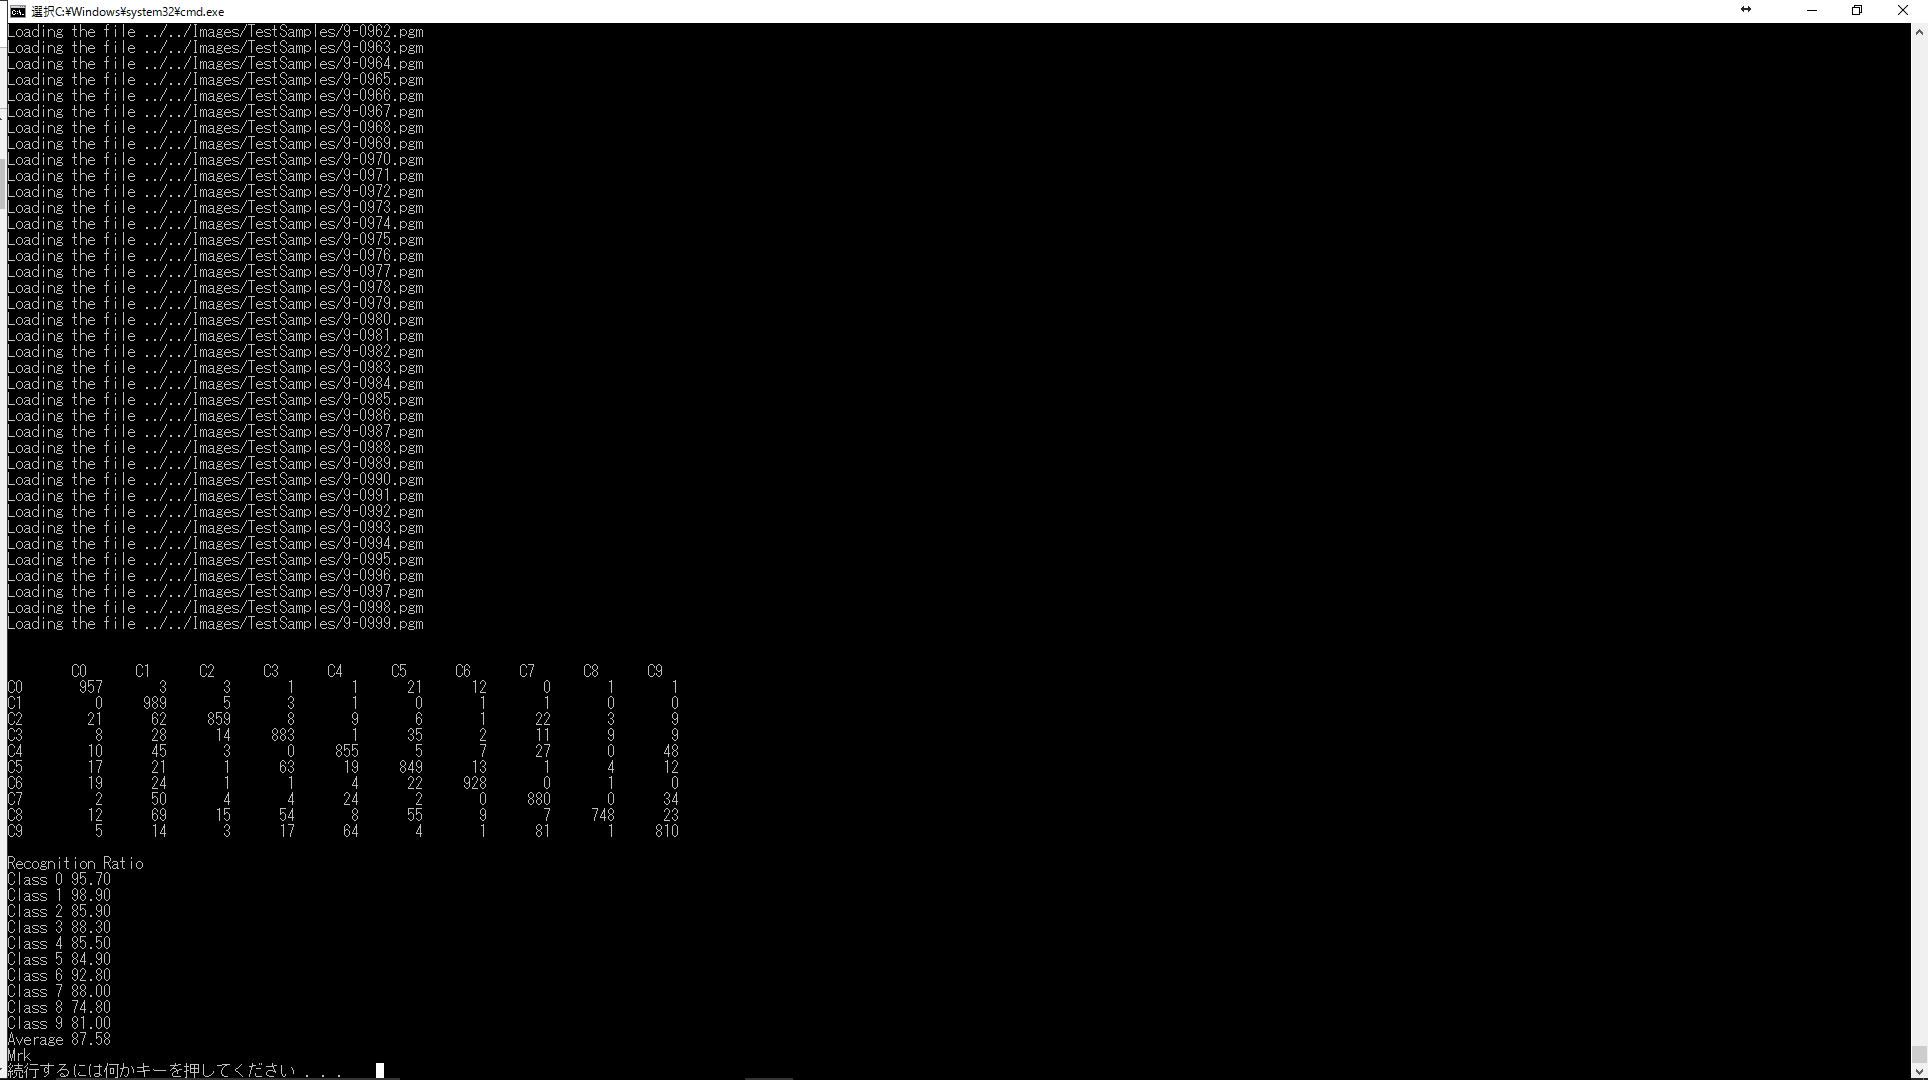 選択C:¥Windows¥system32¥cmd.exe
Loading the file ../../Images/TestSamples/9-0962.pgm
Loading the file ../../Images/TestSamples/9-0963.pgm
Loading the file ../../Images/TestSamples/9-0964.pgm
Loading the file ../../Images/TestSamples/9-0965.pgm
Loading the file ../../Images/TestSamples/9-0966.pgm
Loading the file ../../Images/TestSamples/9-0967.pgm
Loading the file ../../Images/TestSamples/9-0968.pgm
Loading the file ../../Images/TestSamples/9-0969.pgm
Loading the file ../../Images/TestSamples/9-0970.pgm
Loading the file ../../Images/TestSamples/9-0971.pgm
Loading the file ../../Images/TestSamples/9-0972.pgm
Loading the file ../../Images/TestSamples/9-0973.pgm
Loading the file ../../Images/TestSamples/9-0974.pgm
Loading the file ../../Images/TestSamples/9-0975.pgm
Loading the file ../../Images/TestSamples/9-0976.pgm
Loading the file ../../Images/TestSamples/9-0977.pgm
Loading the file ../../Images/TestSamples/9-0978.pgm
Loading the file ../../Images/TestSamples/9-0979.pgm
Loading the file ../../Images/TestSamples/9-0980.pgm
Loading the file ../../Images/TestSamples/9-0981.pgm
Loading the file ../../Images/TestSamples/9-0982.pgm
Loading the file ../../Images/TestSamples/9-0983.pgm
Loading the file ../../Images/TestSamples/9-0984.pgm
Loading the file ../../Images/TestSamples/9-0985.pgm
Loading the file ../../Images/TestSamples/9-0986.pgm
Loading the file ../../Images/TestSamples/9-0987.pgm
Loading the file ../../Images/TestSamples/9-0988.pgm
Loading the file ../../Images/TestSamples/9-0989.pgm
Loading the file ../../Images/TestSamples/9-0990.pgm
Loading the file ../../Images/TestSamples/9-0991.pgm
Loading the file ../../Images/TestSamples/9-0992.pgm
Loading the file ../../Images/TestSamples/9-0993.pgm
Loading the file ../../Images/TestSamples/9-0994.pgm
Loading the file ../../Images/TestSamples/9-0995.pgm
Loading the file ../../Images/TestSamples/9-0996.pgm
Loading the file ../../Images/TestSamples/9-0997.pgm
Loading the file ../../Images/TestSamples/9-0998.pgm
Loading the file ../../Images/TestSamples/9-0999.pgm
C0 C1 C2 C3 C4 C5 C6 C7 C8 C9
C0 957 3 3 1 1 21 12 0 1 1
C1 0 989 5 3 1 0 1 1 0 0
C2 21 62 859 8 9 6 1 22 3 9
C3 8 28 14 883 1 35 2 11 9 9
C4 10 45 3 0 855 5 7 27 0 48
C5 17 21 1 63 19 849 13 1 4 12
C6 19 24 1 1 4 22 928 0 1 0
C7 2 50 4 4 24 2 0 880 0 34
C8 12 69 15 54 8 55 9 7 748 23
C9 5 14 3 17 64 4 1 81 1 810
Recognition Ratio
Class 0 95.70
Class 1 98.90
Class 2 85.90
Class 3 88.30
Class 4 85.50
Class 5 84.90
Class 6 92.80
Class 7 88.00
Class 8 74.80
Class 9 81.00
Average 87.58
Mrk
続行するには何かキーを押してください . . .